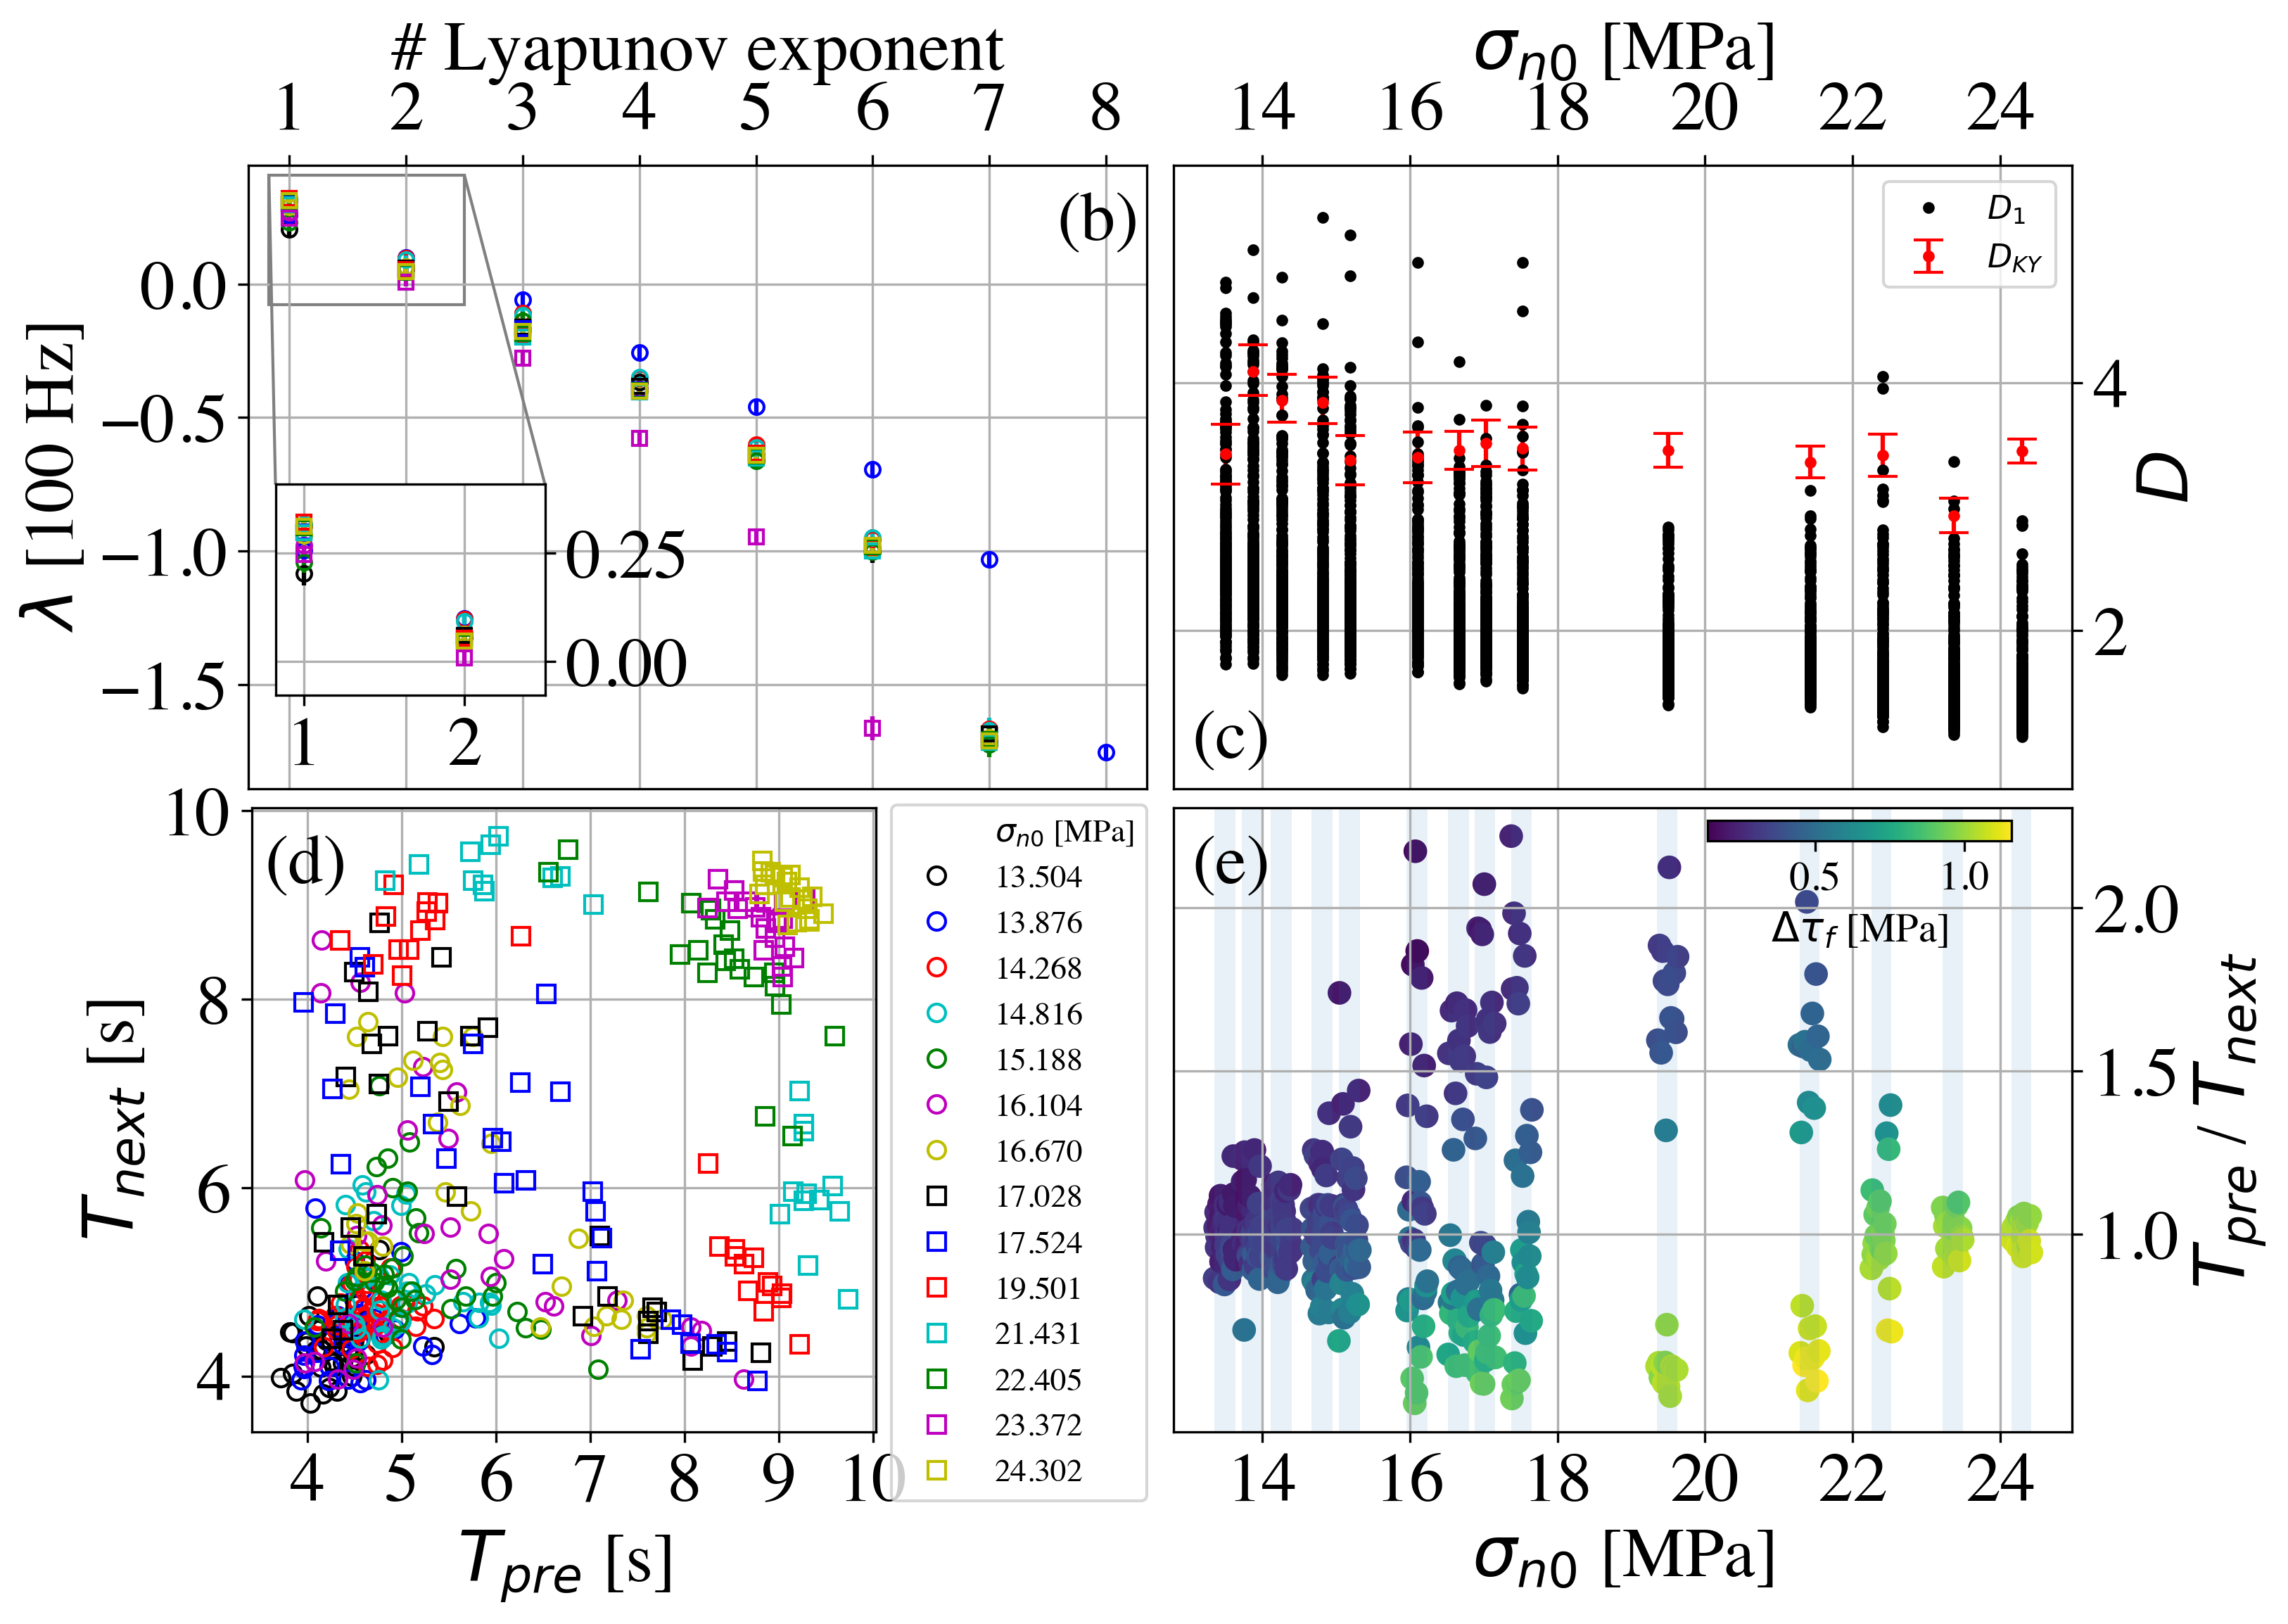 # Lyapunov exponent
1 2 3 4 5 6 7 8
(b)
λ [100 Hz]
0.0
−0.5
−1.0
−1.5
0.25
0.00
1 2
σn0 [MPa]
14 16 18 20 22 24
D1
DKY
4
2
D
(c)
(d)
Tnext [s]
10
8
6
4
4 5 6 7 8 9 10
Tpre [s]
σn0 [MPa]
13.504
13.876
14.268
14.816
15.188
16.104
16.670
17.028
17.524
19.501
21.431
22.405
23.372
24.302
(e)
0.5 1.0
Δτf [MPa]
2.0
1.5
1.0
Tpre / Tnext
14 16 18 20 22 24
σn0 [MPa]